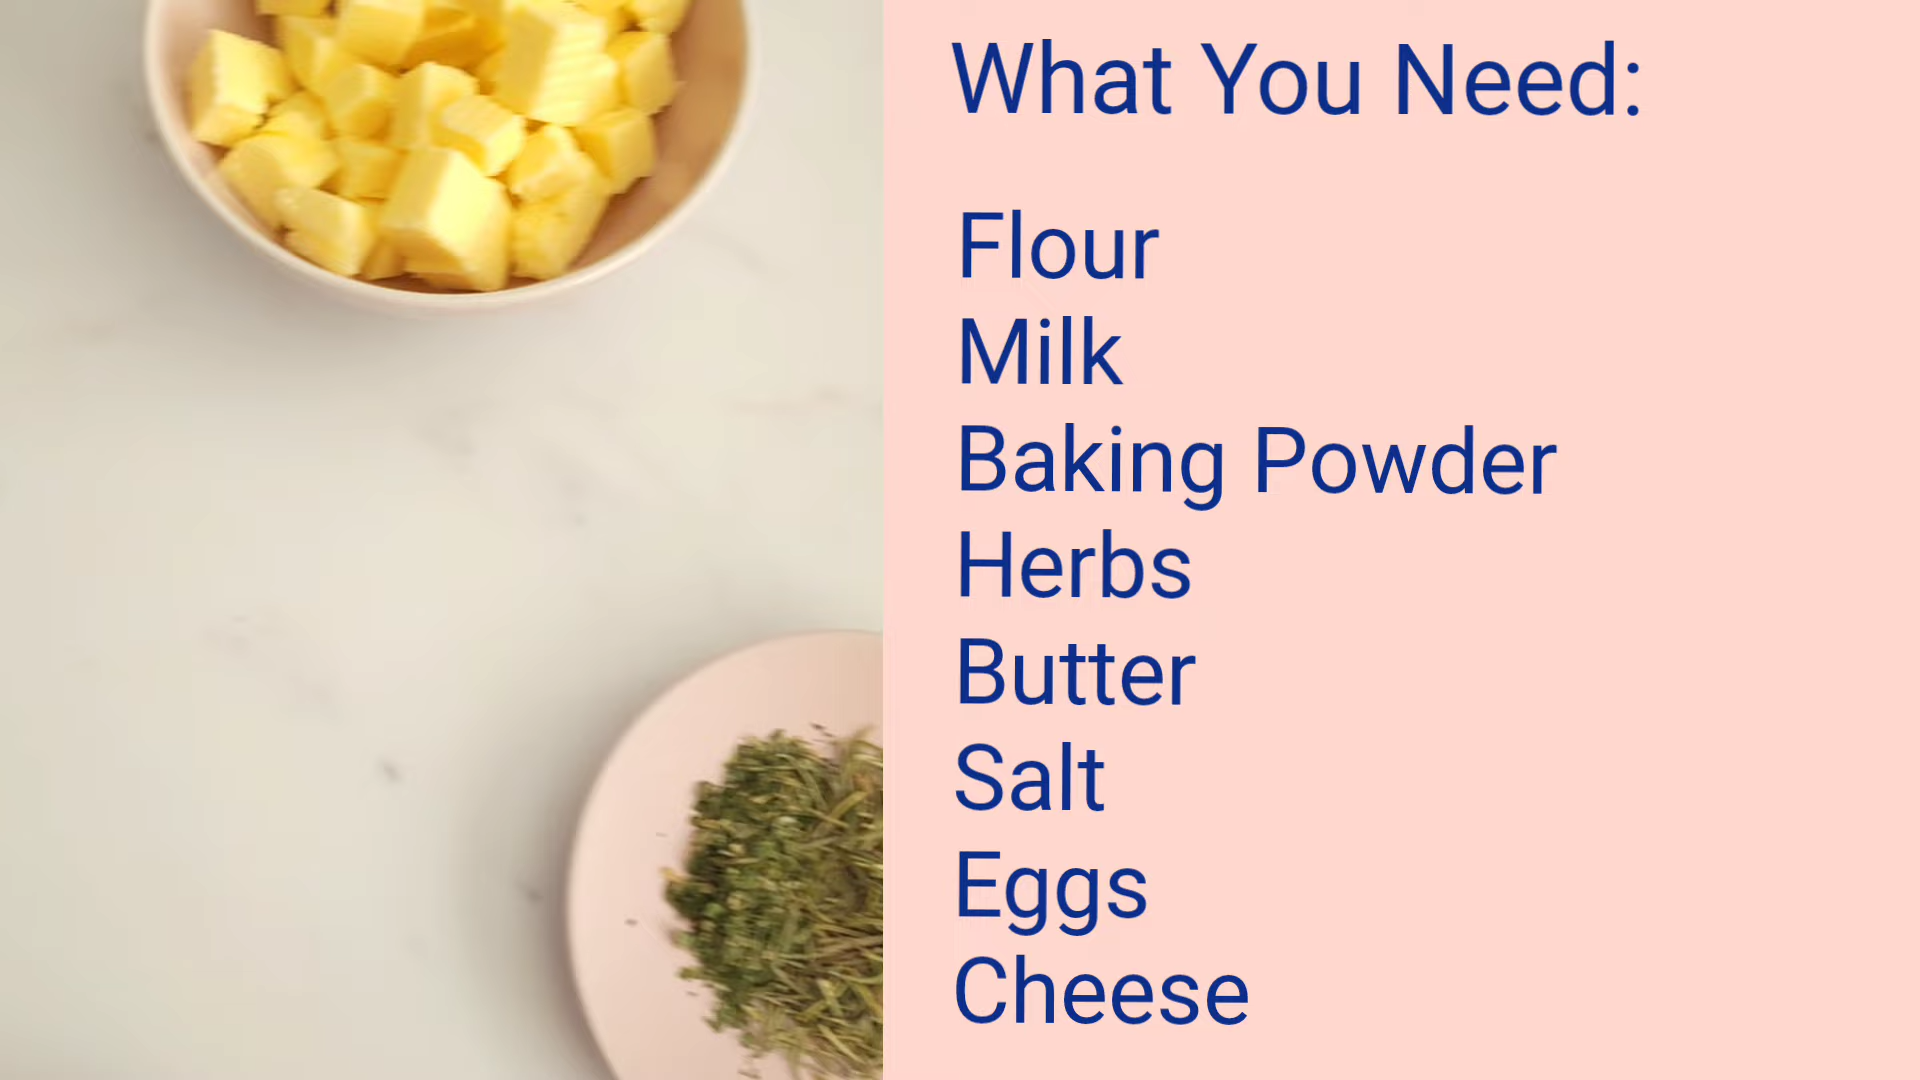 What You Need:
Flour
Milk
Baking Powder
Herbs
Butter
Salt
Eggs
Cheese